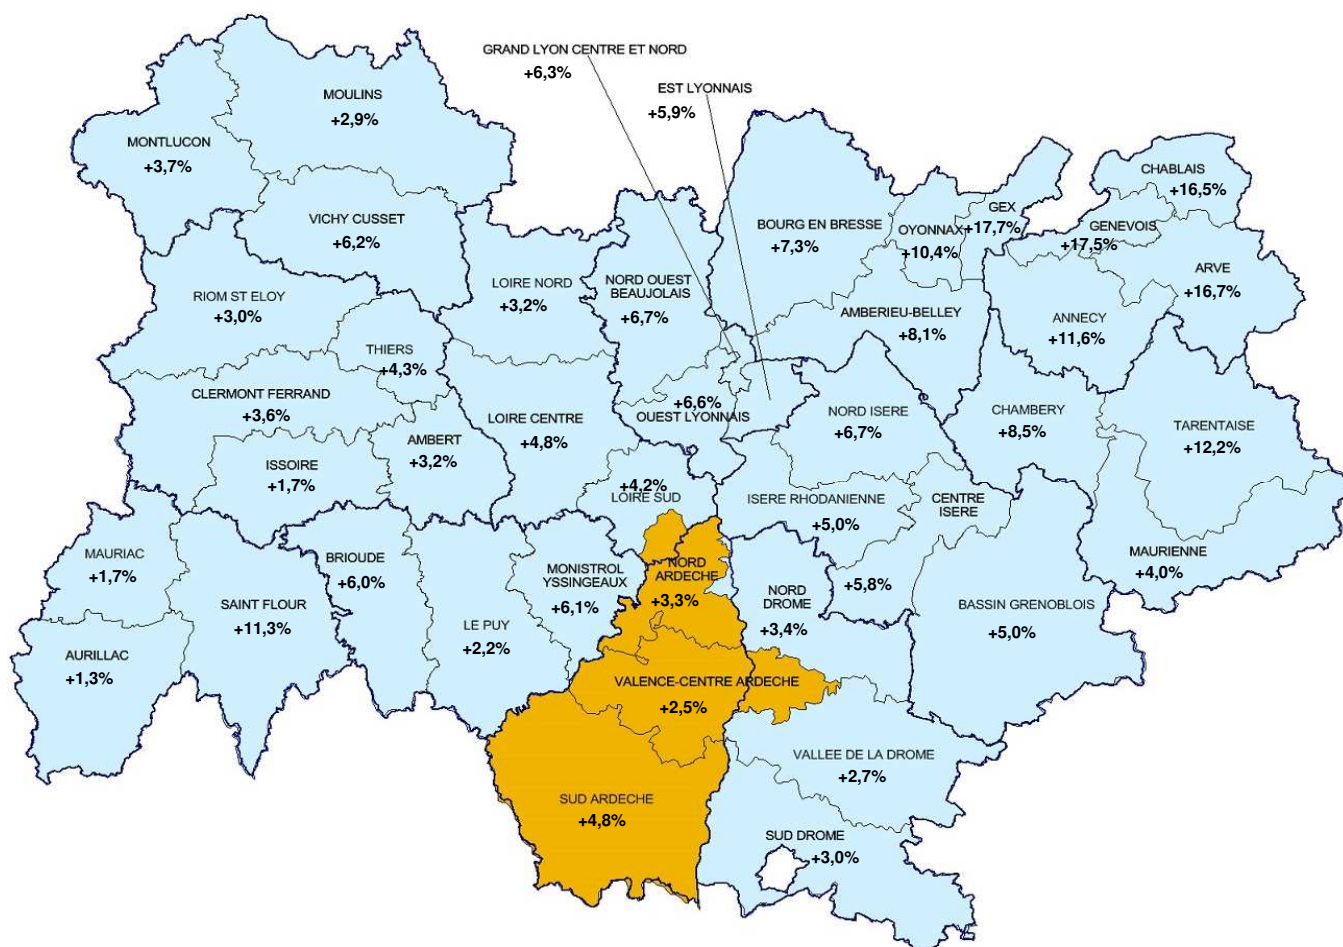 GRAND LYON CENTRE ET NORD
+6,3%
EST LYONNAIS
+5,9%
MOULINS
+2,9%
MONTLUCON
+3,7%
VICHY CUSSET
+6,2%
CHABLAIS
+16,5%
GEX
+17,7%
GENEVOIS
+17,5%
BOURG EN BRESSE
+7,3%
OYONNAX
+10,4%
ARVE
+16,7%
RIOM ST ELOY
+3,0%
LOIRE NORD
+3,2%
NORD OUEST
BEAUJOLAIS
+6,7%
AMBERIEU-BELLEY
+8,1%
ANNECY
+11,6%
THIERS
+4,3%
CLERMONT FERRAND
+3,6%
LOIRE CENTRE
+4,8%
+6,6%
OUEST LYONNAIS
NORD ISERE
+6,7%
CHAMBERY
+8,5%
TARENTAISE
+12,2%
AMBERT
+3,2%
ISSOIRE
+1,7%
+4,2%
LOIRE SUD
ISERE RHODANIENNE
+5,0%
CENTRE
ISERE
+5,8%
MAURIAC
+1,7%
BRIOUDE
+6,0%
MONISTROL
YSSINGEAUX
+6,1%
NORD
ARDECHE
+3,3%
NORD
DROME
+3,4%
MAURIENNE
+4,0%
SAINT FLOUR
+11,3%
LE PUY
+2,2%
BASSIN GRENOBLOIS
+5,0%
AURILLAC
+1,3%
VALENCE-CENTRE ARDECHE
+2,5%
VALLEE DE LA DROME
+2,7%
SUD ARDECHE
+4,8%
SUD DROME
+3,0%